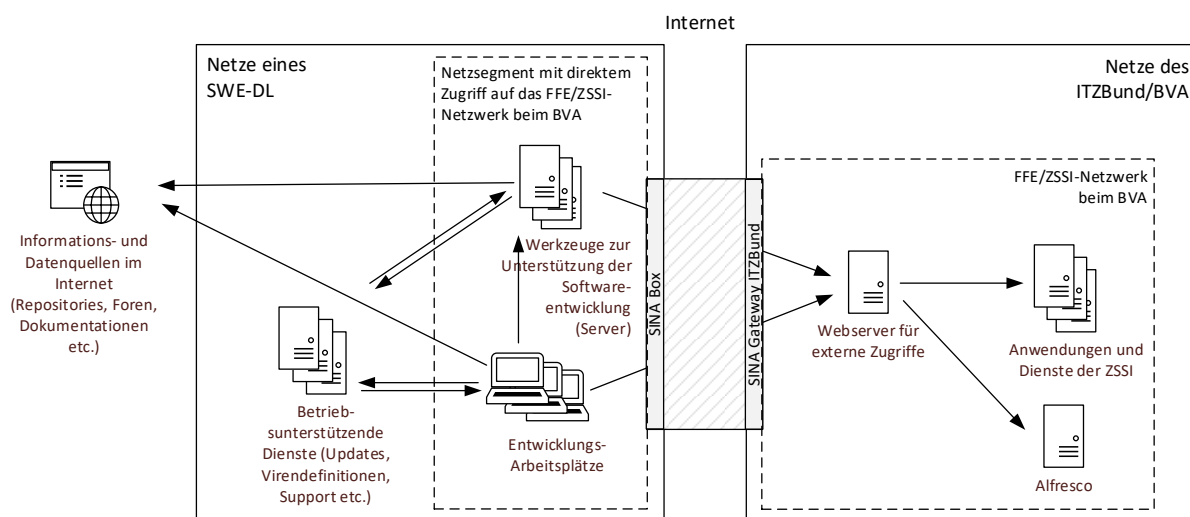 Internet
Netze eines
SWE-DL
Netzsegment mit direktem
Zugriff auf das FFE/ZSSI-
Netzwerk beim BVA
Netze des
ITZBund/BVA
FFE/ZSSI-Netzwerk
beim BVA
Informations- und
Datenquellen im
Internet
(Repositories, Foren,
Dokumentationen
etc.)
Werkzeuge zur
Unterstützung der
Software-
entwicklung
(Server)
SINA Box
SINA Gateway ITZBund
Webserver für
externe Zugriffe
Anwendungen und
Dienste der ZSSI
Betrieb-
sunterstützende
Dienste (Updates,
Virendefinitionen,
Support etc.)
Entwicklungs-
Arbeitsplätze
Alfresco